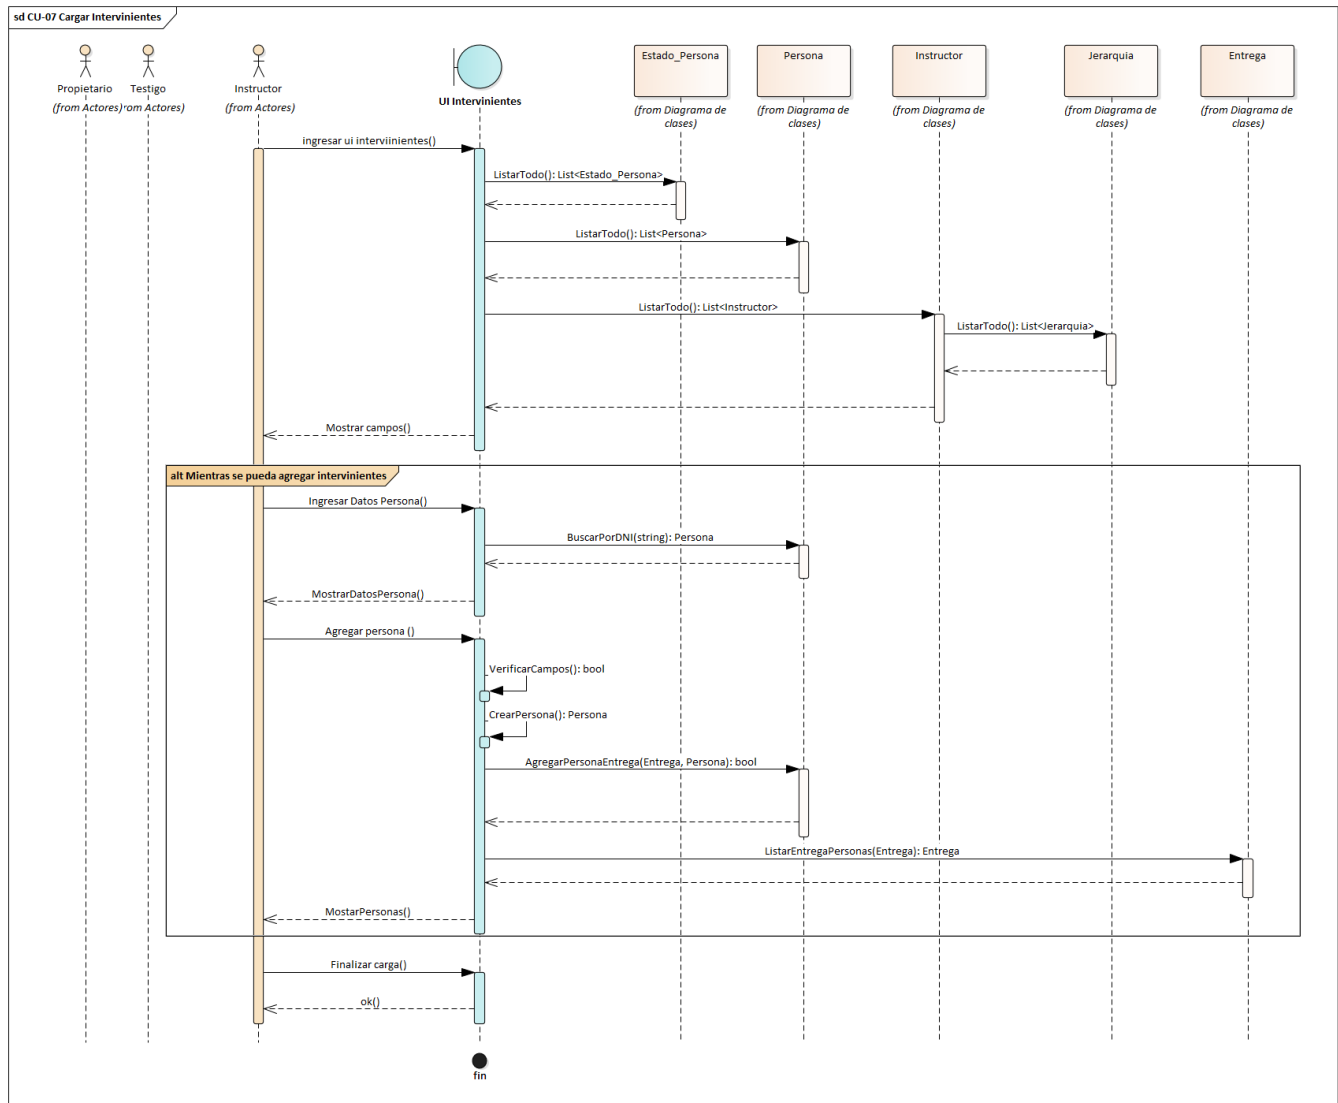 sd CU-07 Cargar Intervinientes
Propietario
(from Actores)
Testigo
rom Actores)
Instructor
(from Actores)
UI Intervinientes
Estado_Persona
(from Diagrama de
clases)
Persona
(from Diagrama de
clases)
Instructor
(from Diagrama de
clases)
Jerarquia
(from Diagrama de
clases)
Entrega
(from Diagrama de
clases)
ingresar ui interviinientes()
ListarTodo(): List<Estado_Persona>
ListarTodo(): List<Persona>
ListarTodo(): List<Instructor>
ListarTodo(): List<Jerarquia>
Mostrar campos()
alt Mientras se pueda agregar intervinientes
Ingresar Datos Persona()
BuscarPorDNI(string): Persona
MostrarDatosPersona()
Agregar persona ()
VerificarCampos(): bool
CrearPersona(): Persona
AgregarPersonaEntrega(Entrega, Persona): bool
ListarEntregaPersonas(Entrega): Entrega
MostarPersonas()
Finalizar carga()
ok()
fin